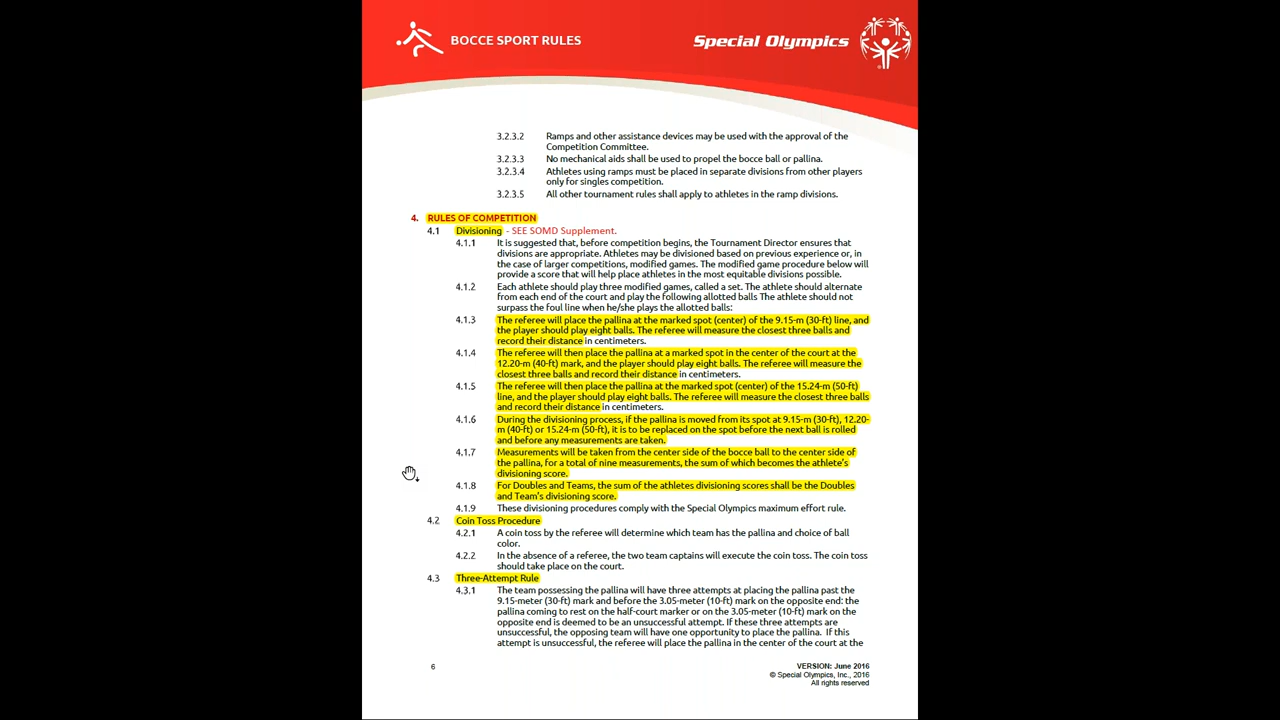 BOCCE SPORT RULES
Special Olympics
3.2.3.2 Ramps and other assistance devices may be used with the approval of the
Competition Committee.
3.2.3.3 No mechanical aids shall be used to propel the bocce ball or pallina.
3.2.3.4 Athletes using ramps must be placed in separate divisions from other players
only for singles competition.
3.2.3.5 All other tournament rules shall apply to athletes in the ramp divisions.
4. RULES OF COMPETITION
4.1 Divisioning - SEE SOMD Supplement.
4.1.1 It is suggested that, before competition begins, the Tournament Director ensures that
divisions are appropriate. Athletes may be divisioned based on previous experience or, in
the case of larger competitions, modified games. The modified game procedure below will
provide a score that will help place athletes in the most equitable divisions possible.
4.1.2 Each athlete should play three modified games, called a set. The athlete should alternate
from each end of the court and play the following allotted balls The athlete should not
surpass the foul line when he/she plays the allotted balls:
4.1.3 The referee will place the pallina at the marked spot (center) of the 9.15-m (30-ft) line, and
the player should play eight balls. The referee will measure the closest three balls and
record their distance in centimeters.
4.1.4 The referee will then place the pallina at a marked spot in the center of the court at the
12.20-m (40-ft) mark, and the player should play eight balls. The referee will measure the
closest three balls and record their distance in centimeters.
4.1.5 The referee will then place the pallina at the marked spot (center) of the 15.24-m (50-ft)
line, and the player should play eight balls. The referee will measure the closest three balls
and record their distance in centimeters.
4.1.6 During the divisioning process, if the pallina is moved from its spot at 9.15-m (30-ft), 12.20-
m (40-ft) or 15.24-m (50-ft), it is to be replaced on the spot before the next ball is rolled
and before any measurements are taken.
4.1.7 Measurements will be taken from the center side of the bocce ball to the center side of
the pallina, for a total of nine measurements, the sum of which becomes the athlete's
divisioning score.
4.1.8 For Doubles and Teams, the sum of the athletes divisioning scores shall be the Doubles
and Team's divisioning score.
4.1.9 These divisioning procedures comply with the Special Olympics maximum effort rule.
4.2 Coin Toss Procedure
4.2.1 A coin toss by the referee will determine which team has the pallina and choice of ball
color.
4.2.2 In the absence of a referee, the two team captains will execute the coin toss. The coin toss
should take place on the court.
4.3 Three-Attempt Rule
4.3.1 The team possessing the pallina will have three attempts at placing the pallina past the
9.15-meter (30-ft) mark and before the 3.05-meter (10-ft) mark on the opposite end: the
pallina coming to rest on the half-court marker or on the 3.05-meter (10-ft) mark on the
opposite end is deemed to be an unsuccessful attempt. If these three attempts are
unsuccessful, the opposing team will have one opportunity to place the pallina. If this
attempt is unsuccessful, the referee will place the pallina in the center of the court at the
6
VERSION: June 2016
© Special Olympics, Inc., 2016
All rights reserved